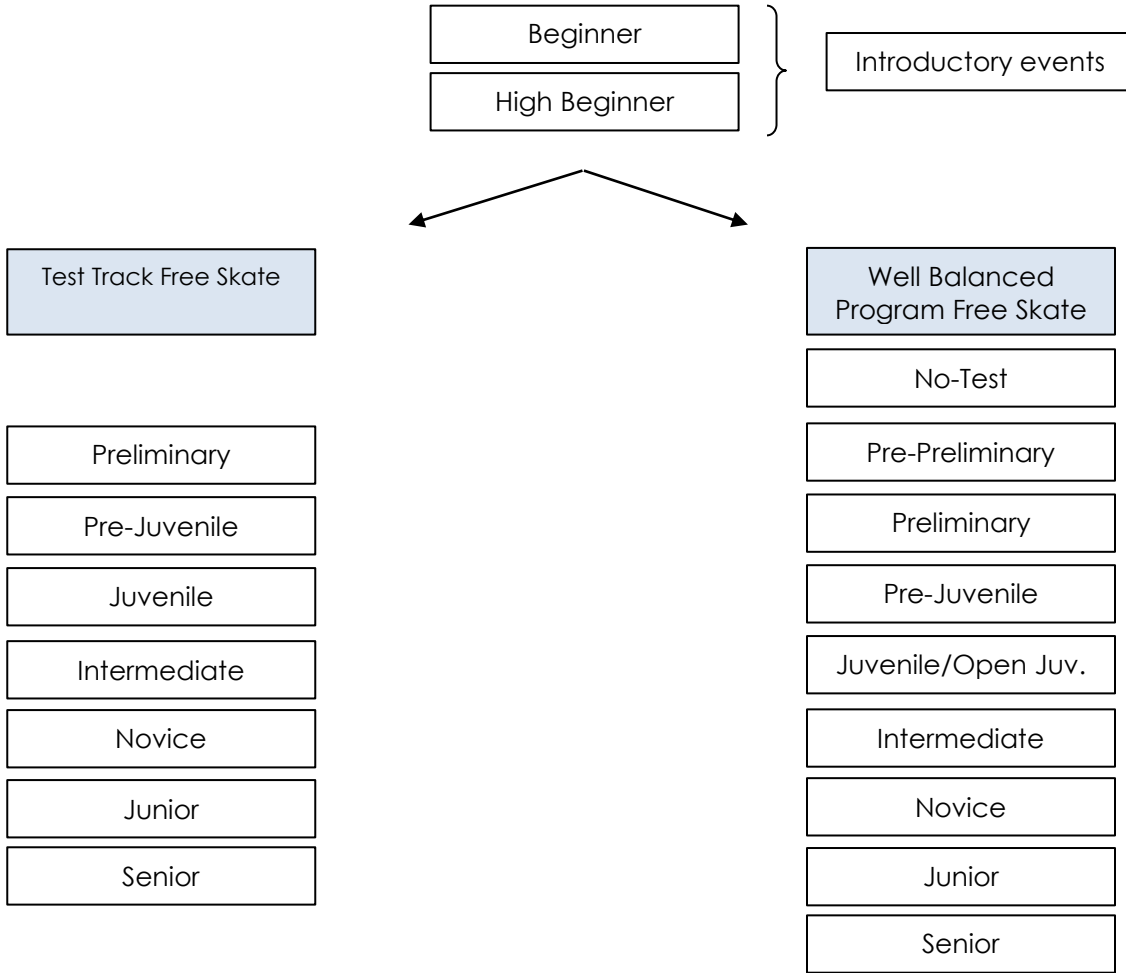 Beginner
High Beginner
Introductory events
Test Track Free Skate
Preliminary
Pre-Juvenile
Juvenile
Intermediate
Novice
Junior
Senior
Well Balanced
Program Free Skate
No-Test
Pre-Preliminary
Preliminary
Pre-Juvenile
Juvenile/Open Juv.
Intermediate
Novice
Junior
Senior